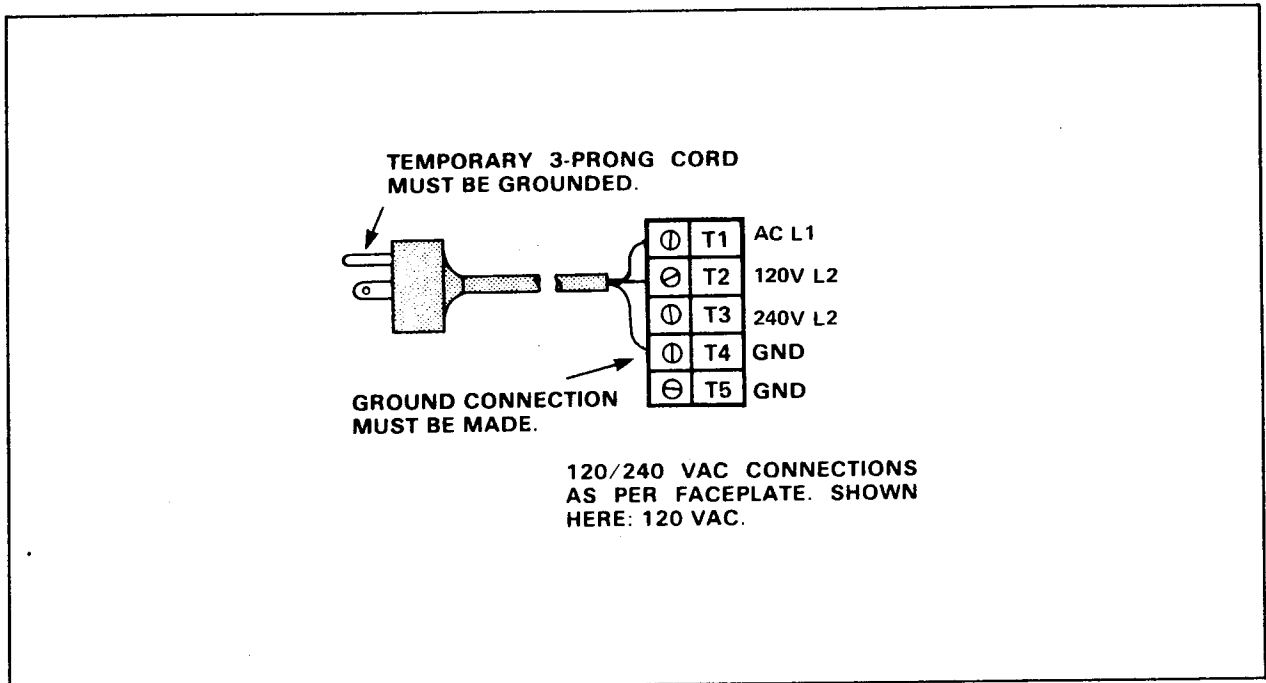 TEMPORARY 3-PRONG CORD
MUST BE GROUNDED.
T1 AC L1
T2 120V L2
T3 240V L2
T4 GND
T5 GND
GROUND CONNECTION
MUST BE MADE.
120/240 VAC CONNECTIONS
AS PER FACEPLATE. SHOWN
HERE: 120 VAC.